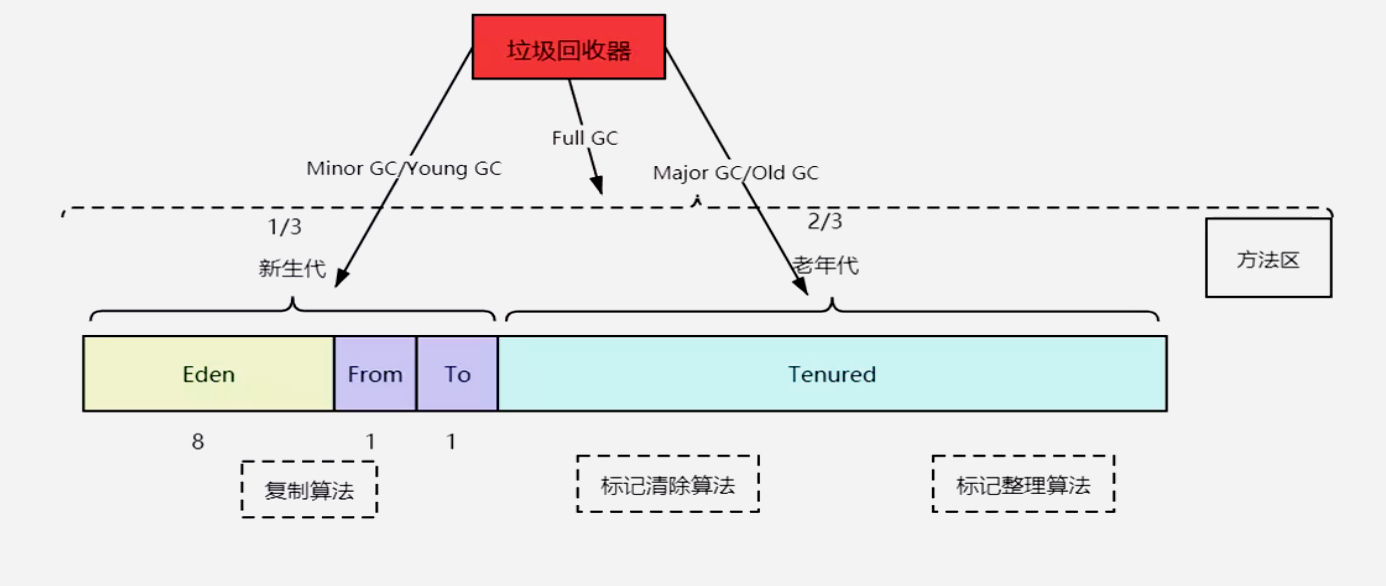 垃圾回收器
Full GC
Minor GC/Young GC
Major GC/Old GC
1/3
2/3
新生代
老年代
方法区
Eden
From
To
Tenured
8
1
1
复制算法
标记清除算法
标记整理算法